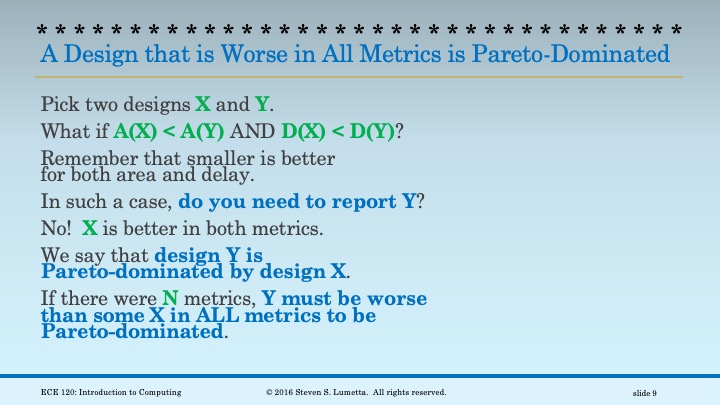 * * * * * * * * * * * * * * * * * * * * * * * * * * * * * * * * * * *
A Design that is Worse in All Metrics is Pareto-Dominated
Pick two designs X and Y.
What if A(X) < A(Y) AND D(X) < D(Y)?
Remember that smaller is better
for both area and delay.
In such a case, do you need to report Y?
No!  X is better in both metrics.
We say that design Y is
Pareto-dominated by design X.
If there were N metrics, Y must be worse
than some X in ALL metrics to be
Pareto-dominated.
ECE 120: Introduction to Computing
© 2016 Steven S. Lumetta.  All rights reserved.
slide 9